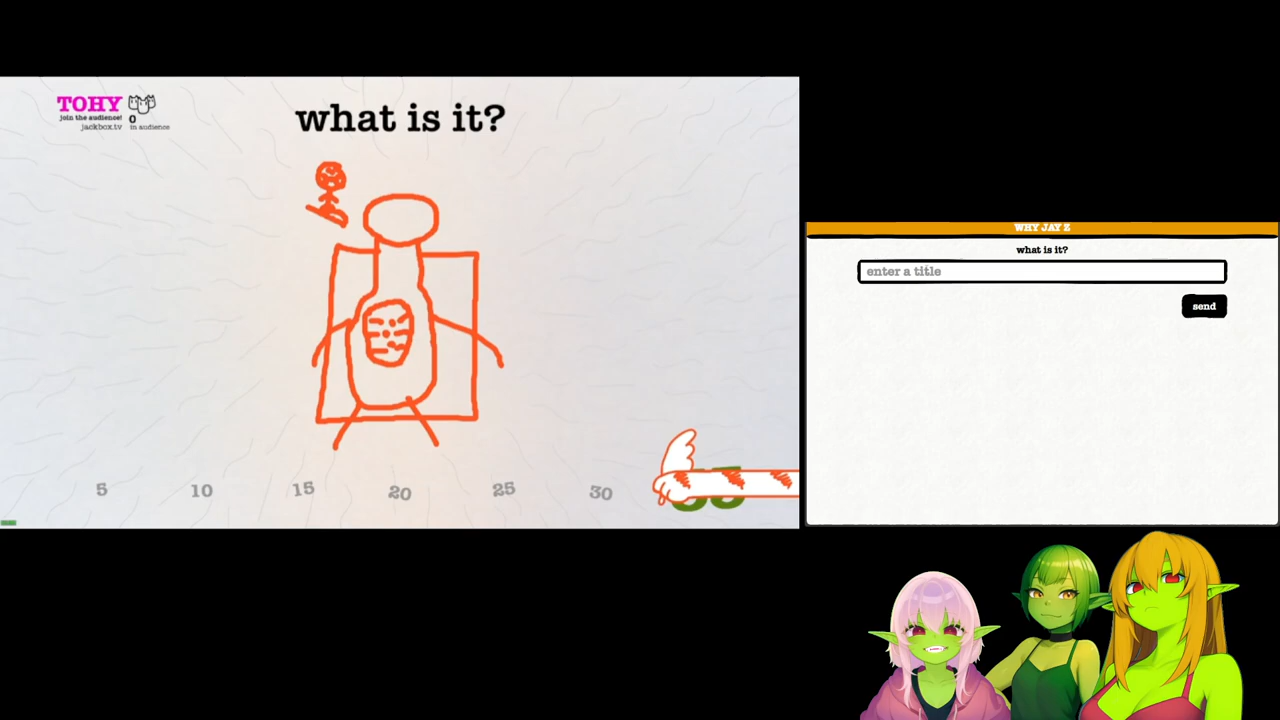 TOHY
join the audience!
jackbox.tv
0
in audience
what is it?
5 10 15 20 25 30 35
WHY JAY Z
what is it?
enter a title
send